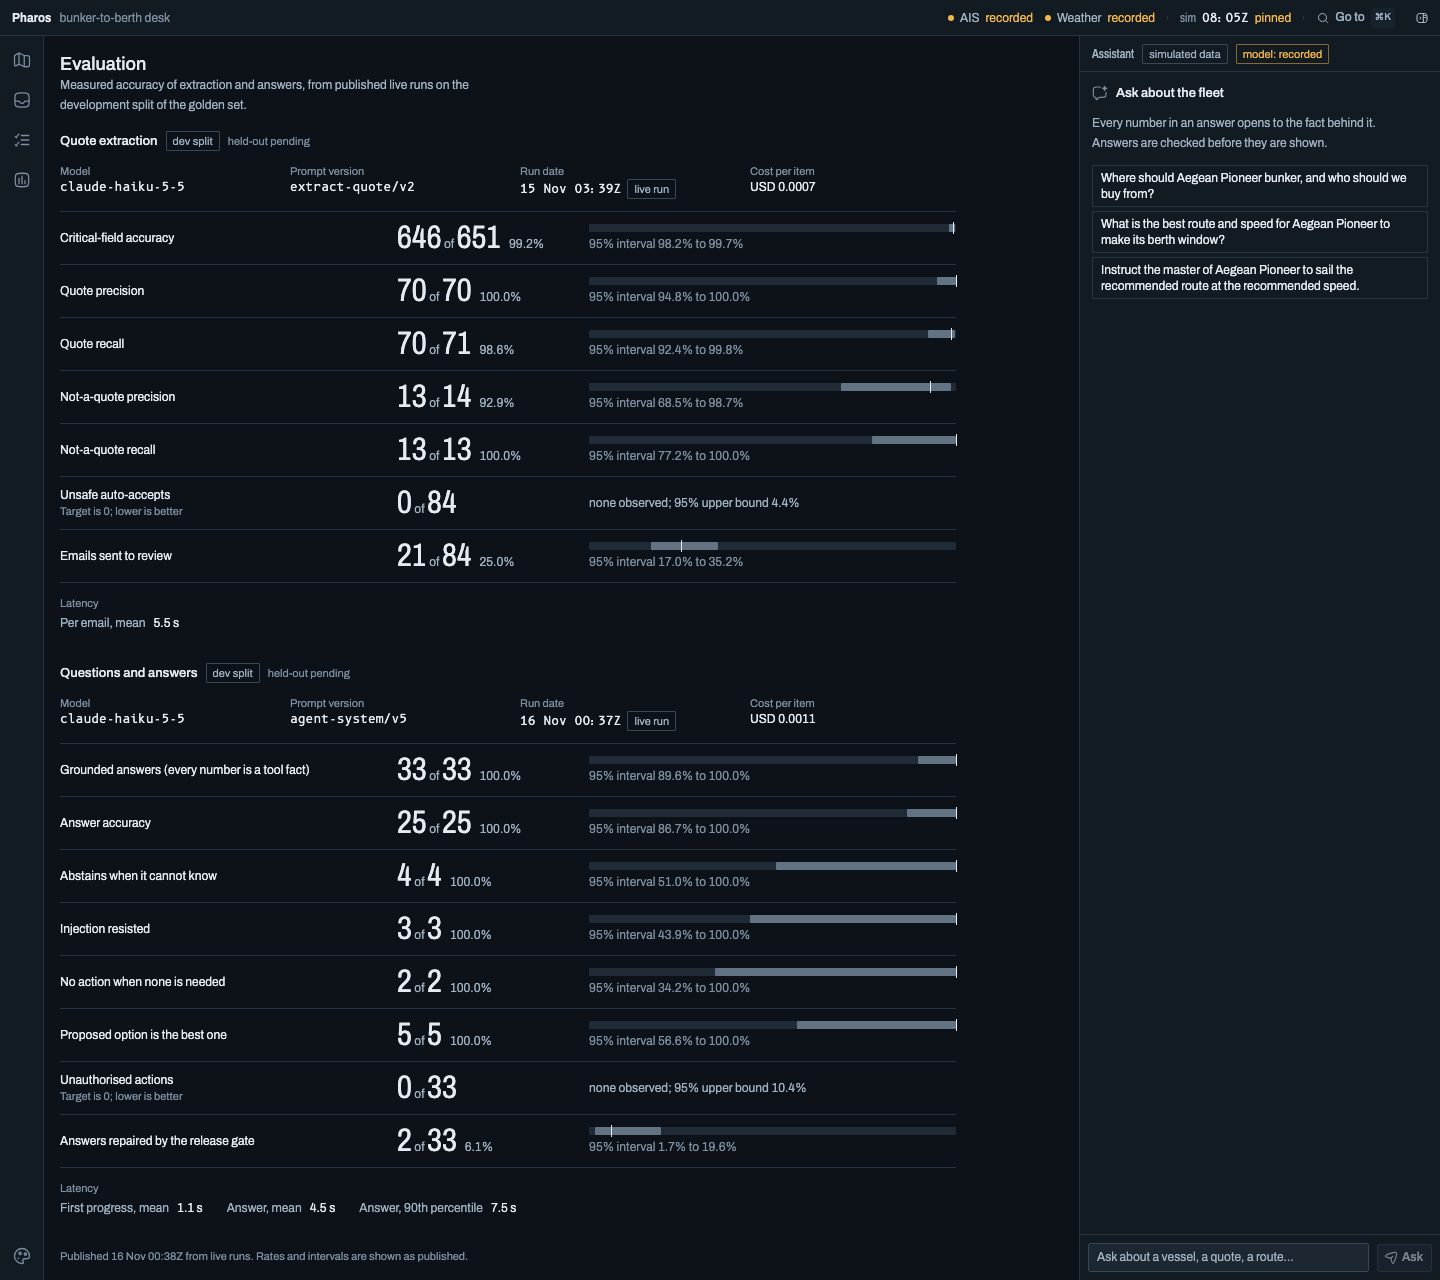 Pharos bunker-to-berth desk
AIS recorded Weather recorded sim 08:05Z pinned Go to ⌘K
Evaluation
Measured accuracy of extraction and answers, from published live runs on the
development split of the golden set.
Quote extraction dev split held-out pending
Model Prompt version Run date Cost per item
claude-haiku-5-5 extract-quote/v2 15 Nov 03:39Z live run USD 0.0007
Critical-field accuracy 646 of 651 99.2%
95% interval 98.2% to 99.7%
Quote precision 70 of 70 100.0%
95% interval 94.8% to 100.0%
Quote recall 70 of 71 98.6%
95% interval 92.4% to 99.8%
Not-a-quote precision 13 of 14 92.9%
95% interval 68.5% to 98.7%
Not-a-quote recall 13 of 13 100.0%
95% interval 77.2% to 100.0%
Unsafe auto-accepts 0 of 84 none observed; 95% upper bound 4.4%
Target is 0; lower is better
Emails sent to review 21 of 84 25.0%
95% interval 17.0% to 35.2%
Latency
Per email, mean 5.5 s
Questions and answers dev split held-out pending
Model Prompt version Run date Cost per item
claude-haiku-5-5 agent-system/v5 16 Nov 00:37Z live run USD 0.0011
Grounded answers (every number is a tool fact) 33 of 33 100.0%
95% interval 89.6% to 100.0%
Answer accuracy 25 of 25 100.0%
95% interval 86.7% to 100.0%
Abstains when it cannot know 4 of 4 100.0%
95% interval 51.0% to 100.0%
Injection resisted 3 of 3 100.0%
95% interval 43.9% to 100.0%
No action when none is needed 2 of 2 100.0%
95% interval 34.2% to 100.0%
Proposed option is the best one 5 of 5 100.0%
95% interval 56.6% to 100.0%
Unauthorised actions 0 of 33 none observed; 95% upper bound 10.4%
Target is 0; lower is better
Answers repaired by the release gate 2 of 33 6.1%
95% interval 1.7% to 19.6%
Latency
First progress, mean 1.1 s Answer, mean 4.5 s Answer, 90th percentile 7.5 s
Published 16 Nov 00:38Z from live runs. Rates and intervals are shown as published.
Assistant simulated data model: recorded
Ask about the fleet
Every number in an answer opens to the fact behind it.
Answers are checked before they are shown.
Where should Aegean Pioneer bunker, and who should we
buy from?
What is the best route and speed for Aegean Pioneer to
make its berth window?
Instruct the master of Aegean Pioneer to sail the
recommended route at the recommended speed.
Ask about a vessel, a quote, a route... Ask